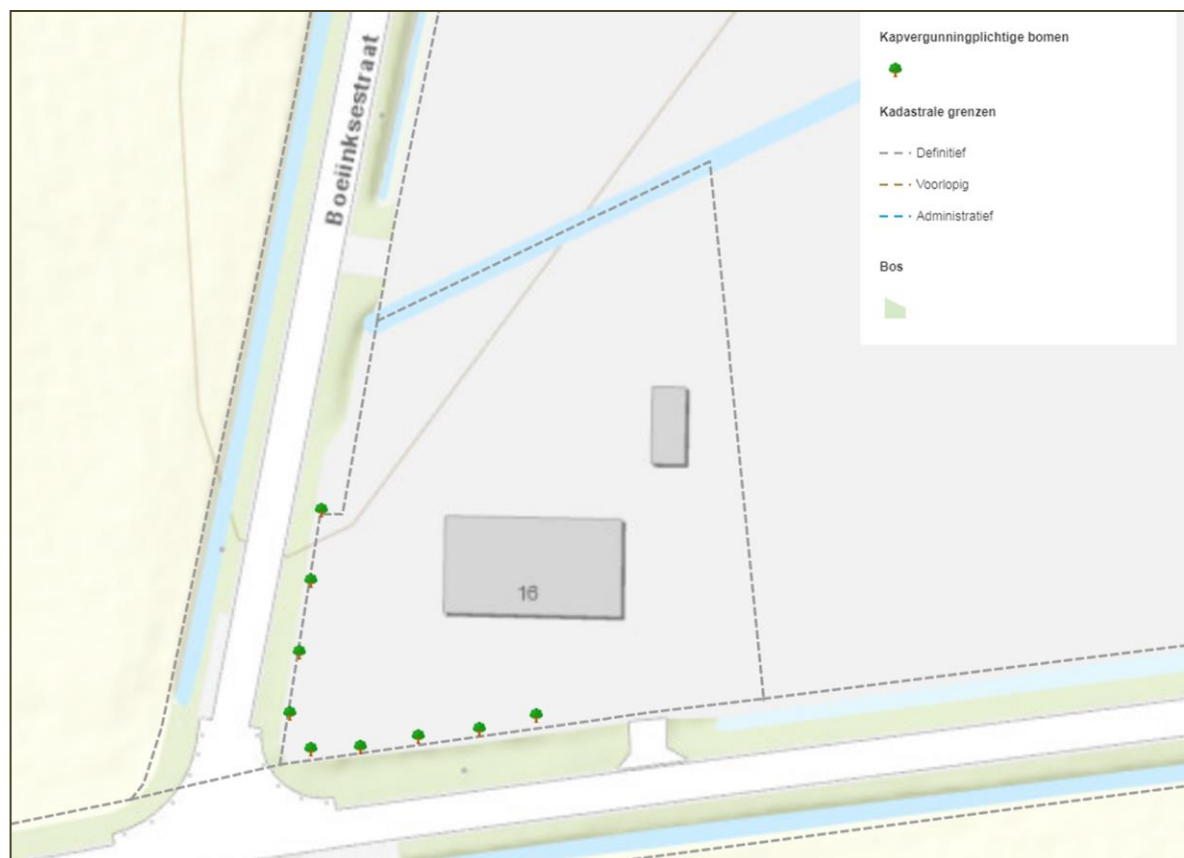 Kapvergunningplichtige bomen
Kadastrale grenzen
Definitief
Voorlopig
Administratief
Bos
Boeiinksestraat
16